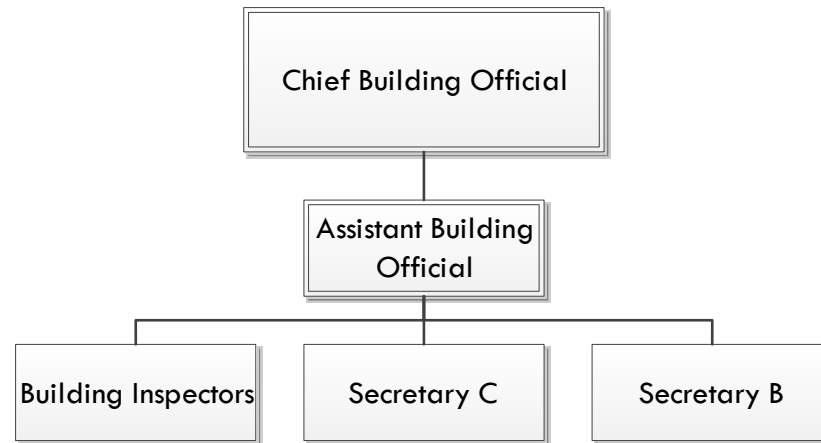 Chief Building Official
Assistant Building
Official
Building Inspectors
Secretary C
Secretary B